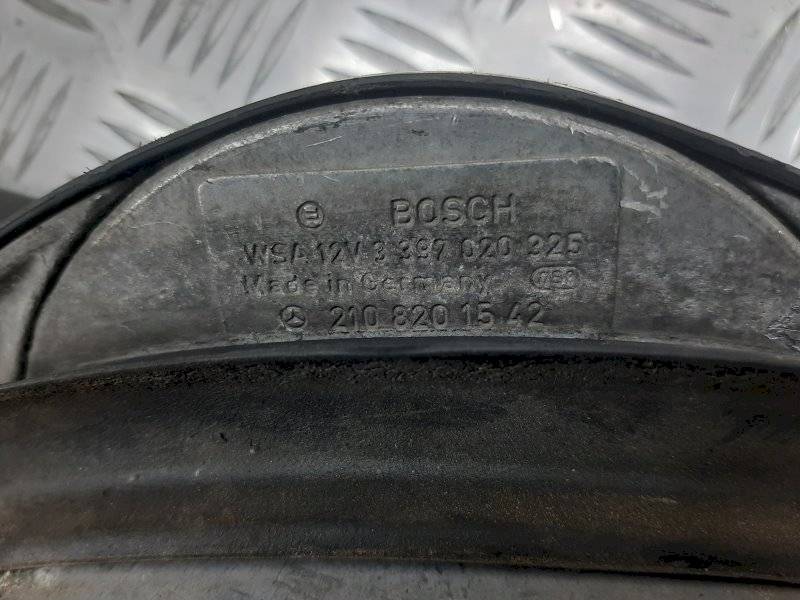 BOSCH
WSA 12V 3 397 020 325
Made in Germany
210 820 15 42